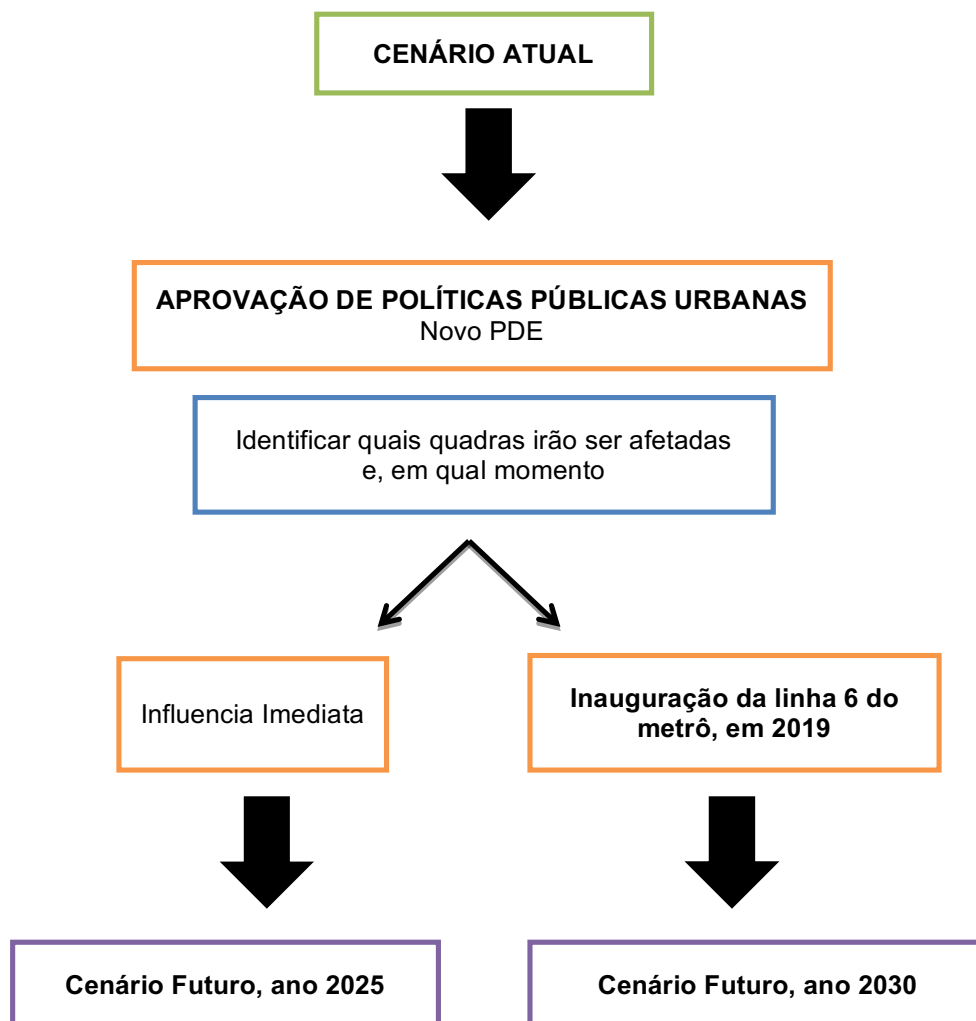 CENÁRIO ATUAL
APROVAÇÃO DE POLÍTICAS PÚBLICAS URBANAS
Novo PDE
Identificar quais quadras irão ser afetadas
e, em qual momento
Influencia Imediata
Inauguração da linha 6 do
metrô, em 2019
Cenário Futuro, ano 2025
Cenário Futuro, ano 2030